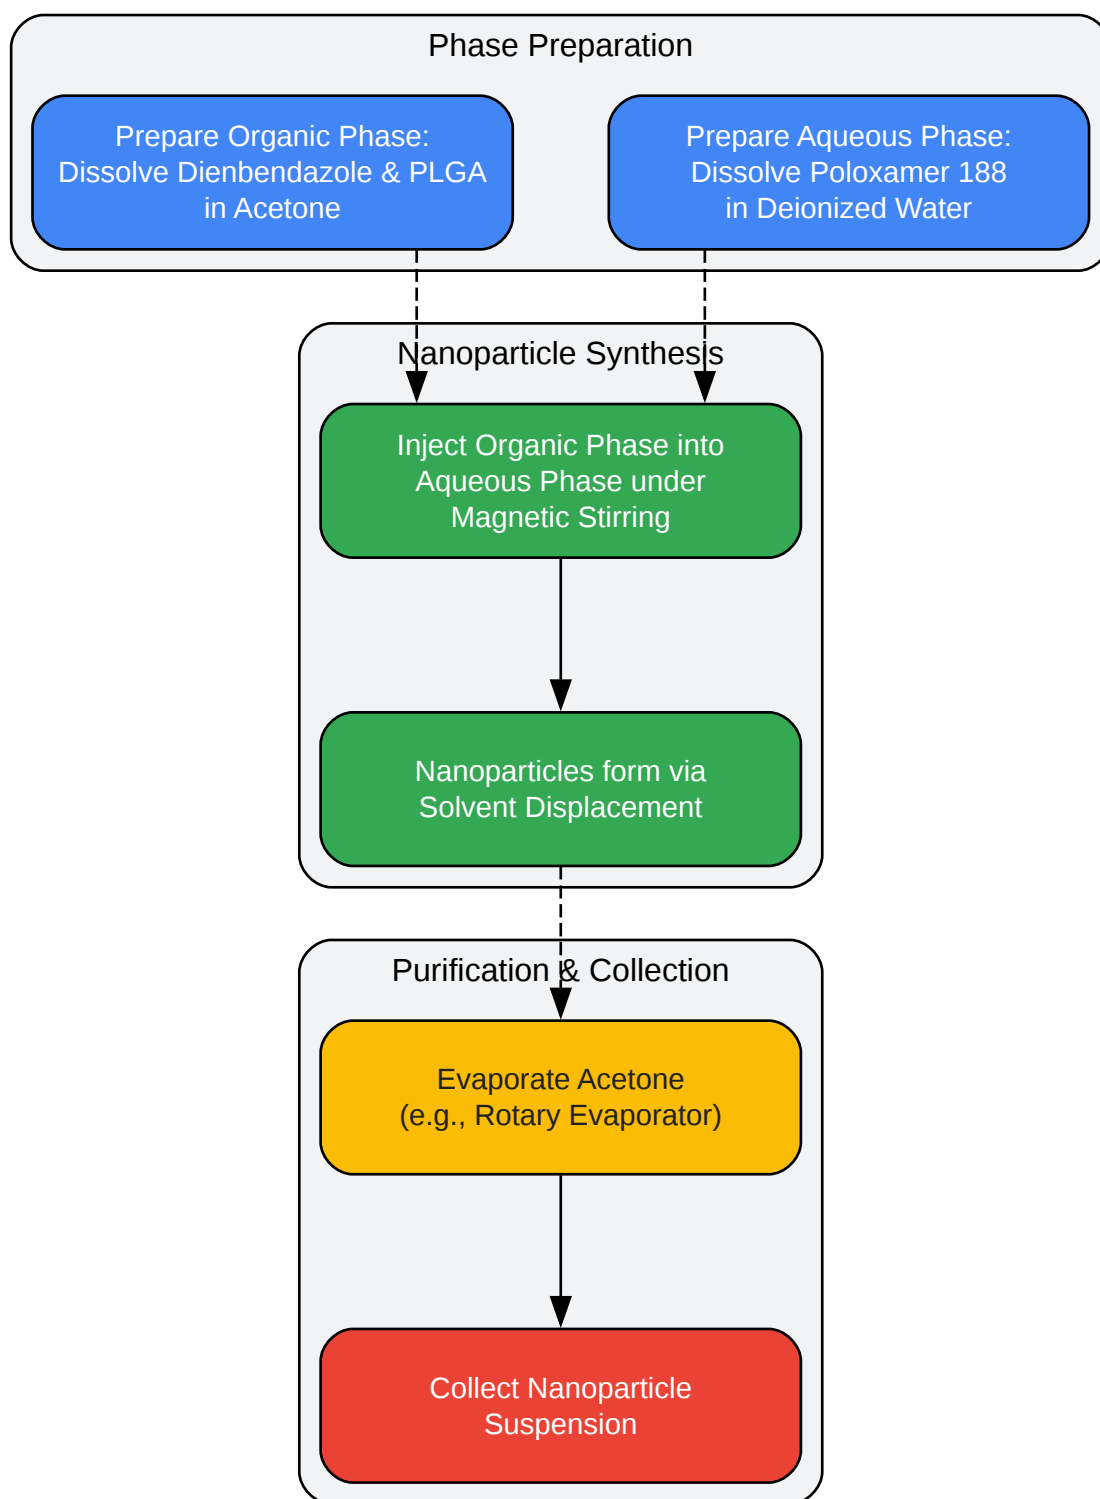 Phase Preparation
Prepare Organic Phase:
Dissolve Dienbendazole & PLGA
in Acetone
Prepare Aqueous Phase:
Dissolve Poloxamer 188
in Deionized Water
Nanoparticle Synthesis
Inject Organic Phase into
Aqueous Phase under
Magnetic Stirring
Nanoparticles form via
Solvent Displacement
Purification & Collection
Evaporate Acetone
(e.g., Rotary Evaporator)
Collect Nanoparticle
Suspension